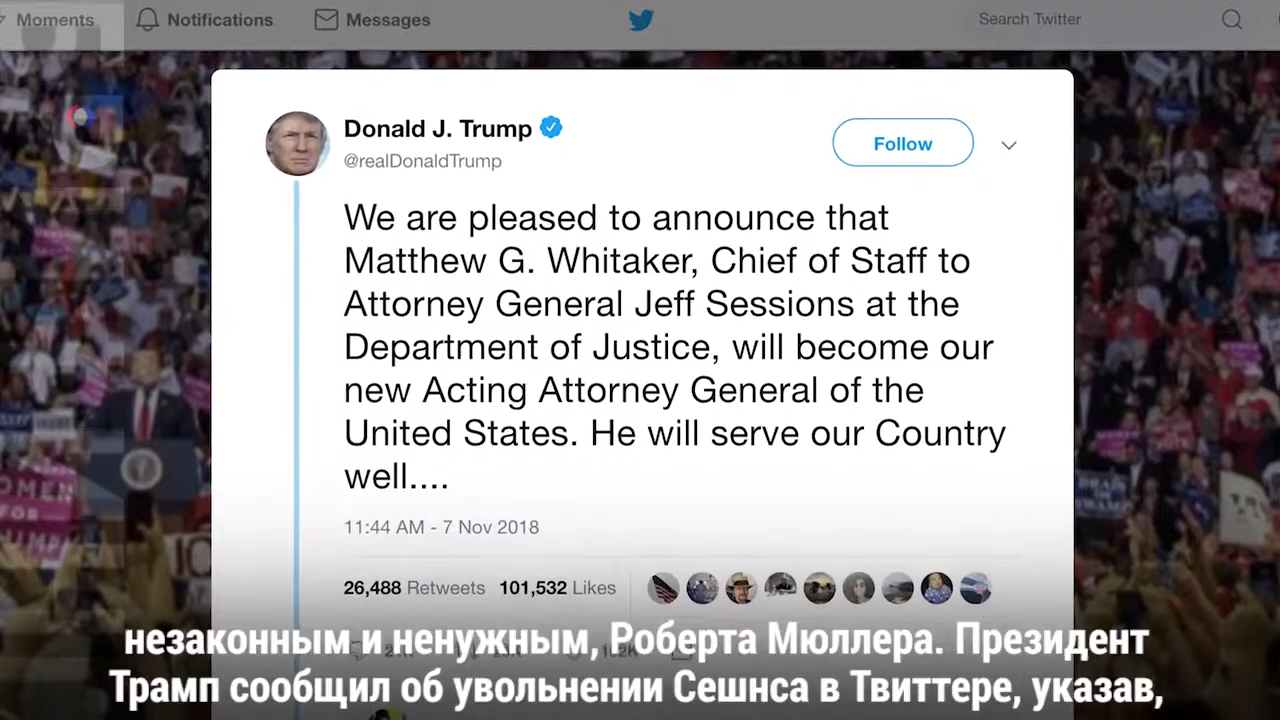 Moments
Notifications
Messages
Search Twitter
Donald J. Trump
@realDonaldTrump
Follow
We are pleased to announce that
Matthew G. Whitaker, Chief of Staff to
Attorney General Jeff Sessions at the
Department of Justice, will become our
new Acting Attorney General of the
United States. He will serve our Country
well....
11:44 AM - 7 Nov 2018
26,488 Retweets 101,532 Likes
OMEN
FOR
незаконным и ненужным, Роберта Мюллера. Президент
Трамп сообщил об увольнении Сешнса в Твиттере, указав,